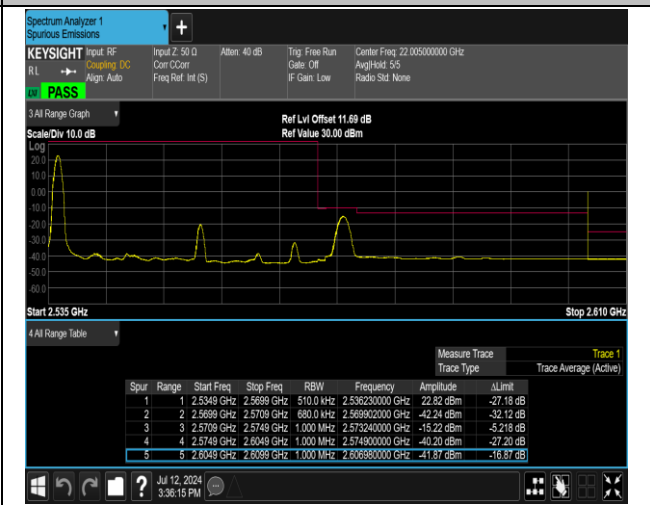 Spectrum Analyzer 1
Spurious Emissions
KEYSIGHT Input: RF Input Z: 50 Ω Atten: 40 dB Trig: Free Run Center Freq: 22.005000000 GHz
RL Coupling: DC Corr CCorr Gate: Off Avg|Hold: 5/5
Align: Auto Freq Ref: Int (S) IF Gain: Low Radio Std: None
LXI PASS
3 All Range Graph Ref Lvl Offset 11.69 dB
Scale/Div 10.0 dB Ref Value 30.00 dBm
Log
20.0
10.0
0.00
-10.0
-20.0
-30.0
-40.0
-50.0
-60.0
Start 2.535 GHz Stop 2.610 GHz
4 All Range Table
Measure Trace Trace 1
Trace Type Trace Average (Active)
Spur Range Start Freq Stop Freq RBW Frequency Amplitude ΔLimit
1 1 2.5349 GHz 2.5699 GHz 510.0 kHz 2.536230000 GHz 22.82 dBm -27.18 dB
2 2 2.5699 GHz 2.5709 GHz 680.0 kHz 2.569902000 GHz -42.24 dBm -32.12 dB
3 3 2.5709 GHz 2.5749 GHz 1.000 MHz 2.573240000 GHz -15.22 dBm -5.218 dB
4 4 2.5749 GHz 2.6049 GHz 1.000 MHz 2.574900000 GHz -40.20 dBm -27.20 dB
5 5 2.6049 GHz 2.6099 GHz 1.000 MHz 2.606980000 GHz -41.87 dBm -16.87 dB
Jul 12, 2024
3:36:15 PM